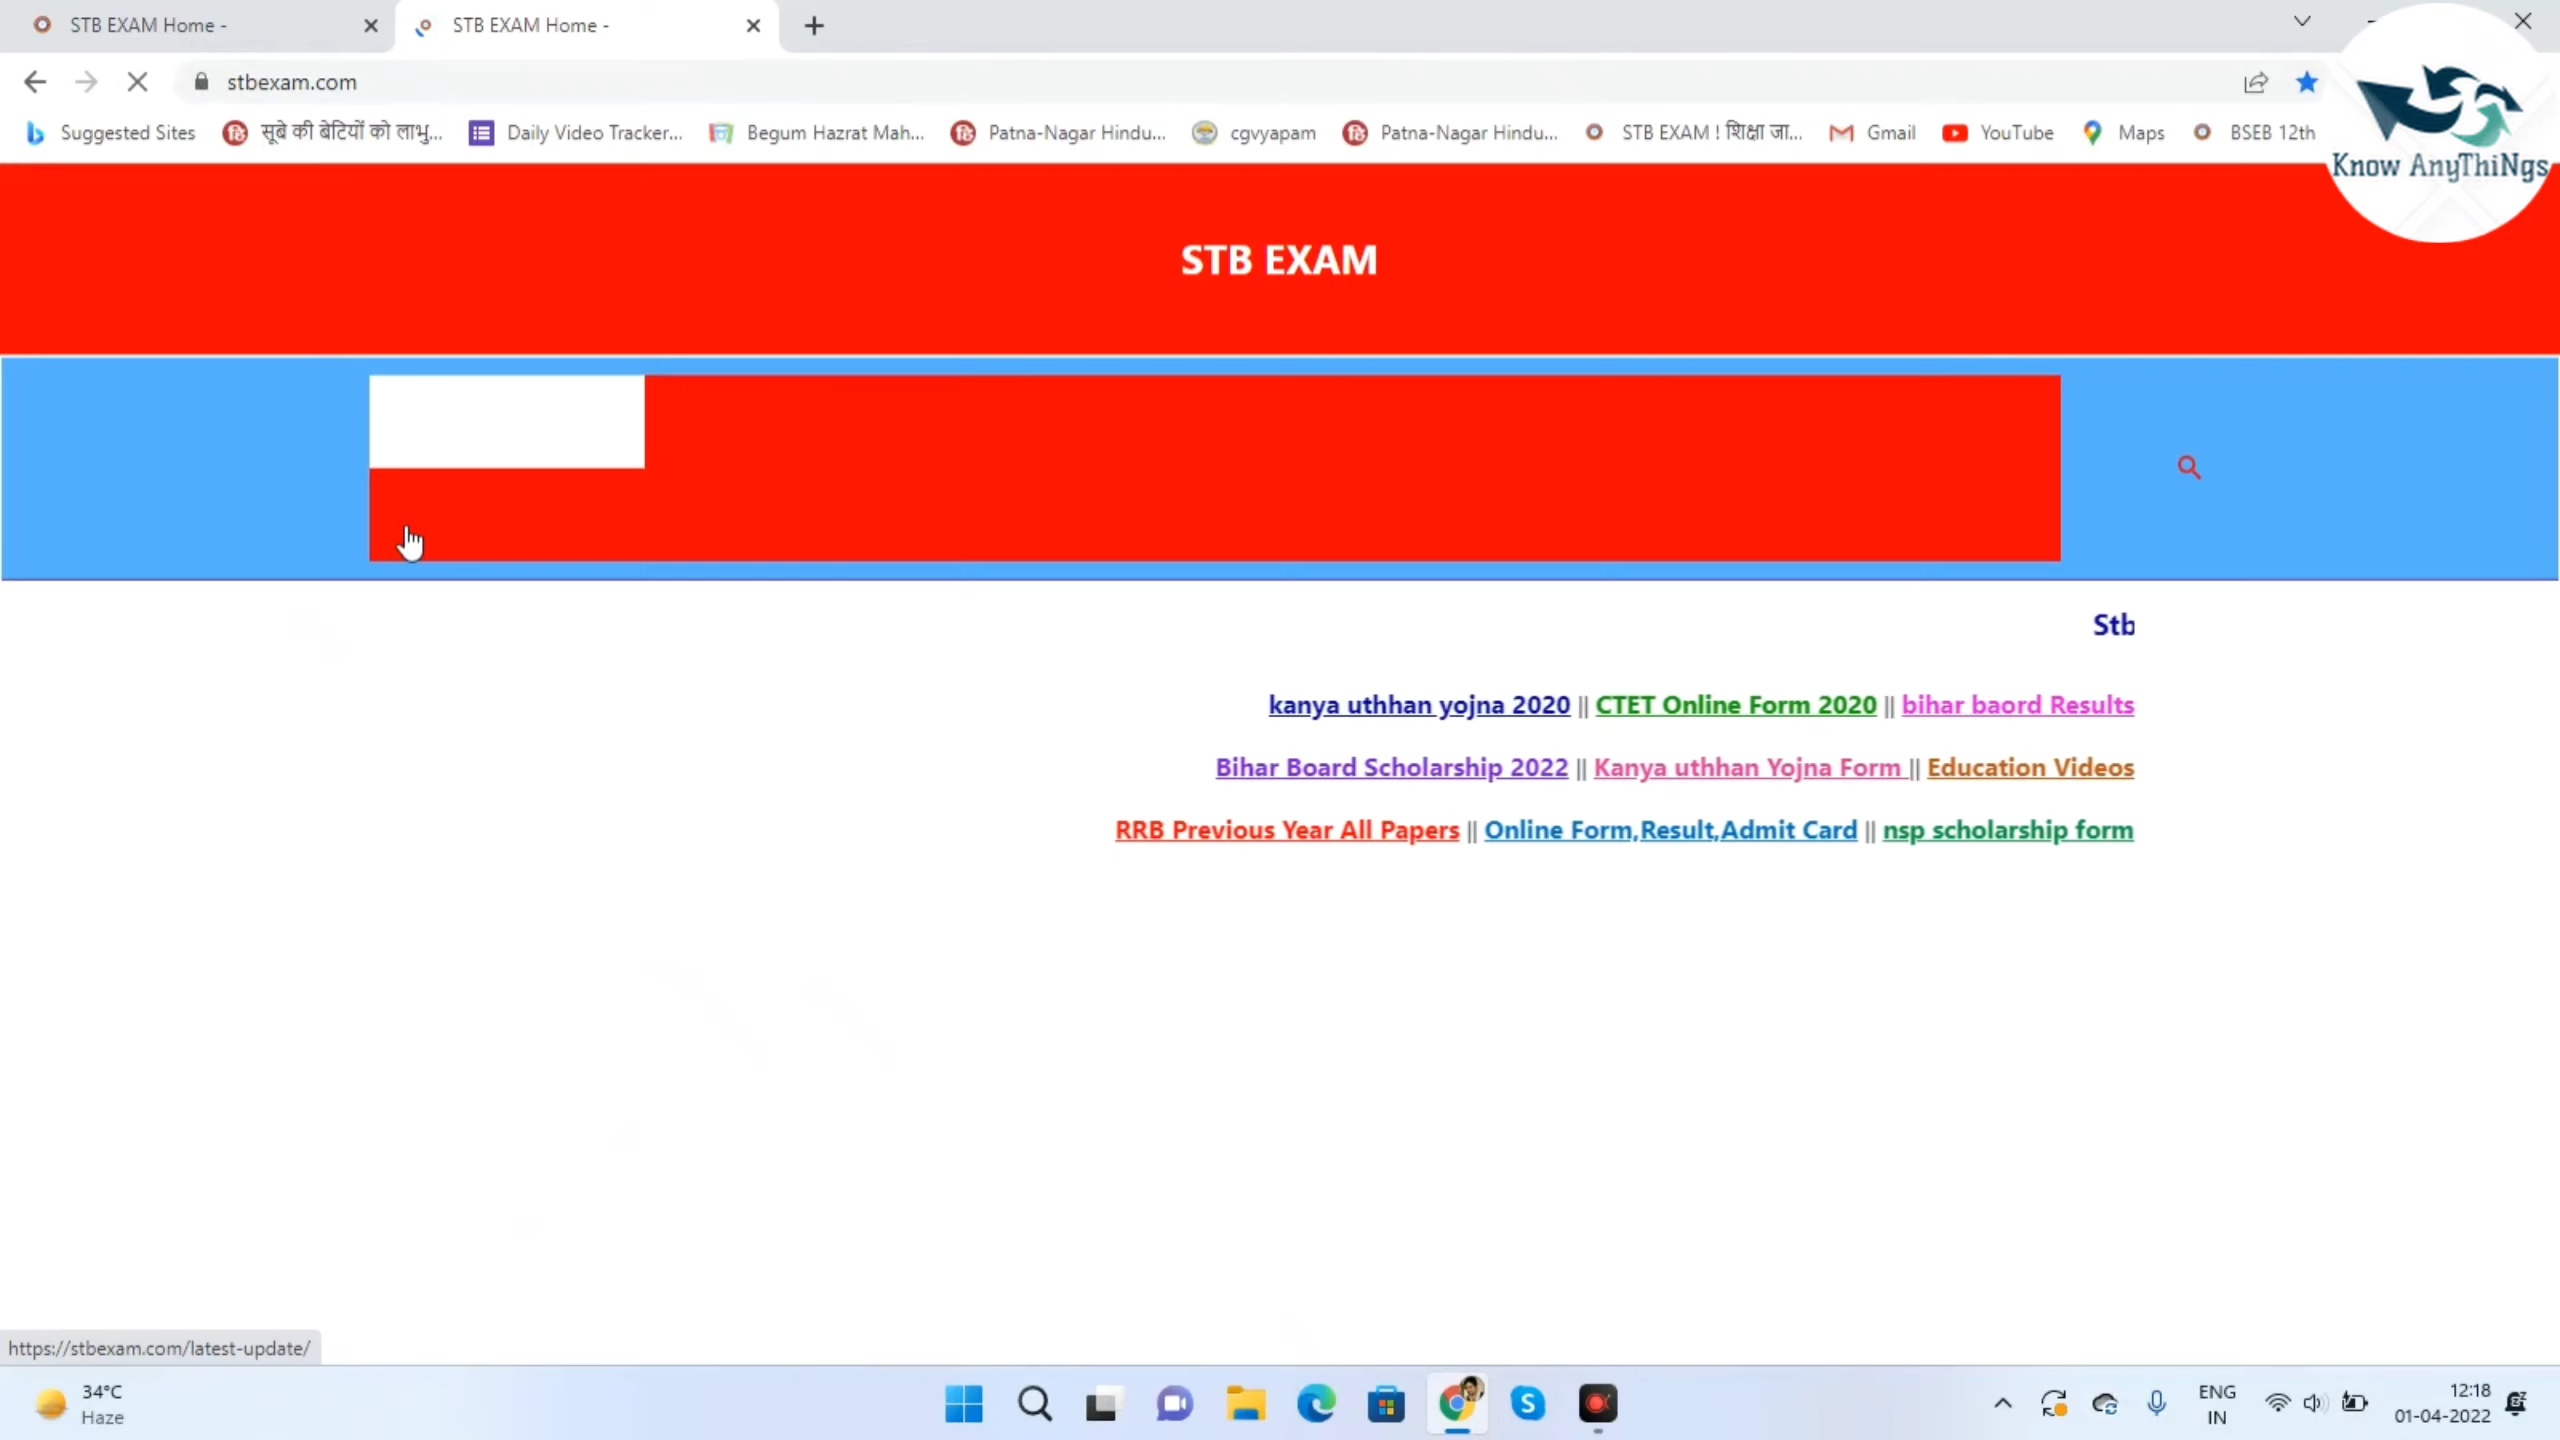 STB EXAM Home -
STB EXAM Home -
stbexam.com
Suggested Sites
सूबे की बेटियों को लाभु...
Daily Video Tracker...
Begum Hazrat Mah...
Patna-Nagar Hindu...
cgvyapam
Patna-Nagar Hindu...
STB EXAM ! शिक्षा जा...
Gmail
YouTube
Maps
BSEB 12th
Know AnyThiNgs
STB EXAM
Stb
kanya uthhan yojna 2020 || CTET Online Form 2020 || bihar baord Results
Bihar Board Scholarship 2022 || Kanya uthhan Yojna Form || Education Videos
RRB Previous Year All Papers || Online Form,Result,Admit Card || nsp scholarship form
https://stbexam.com/latest-update/
34°C
Haze
ENG
IN
12:18
01-04-2022